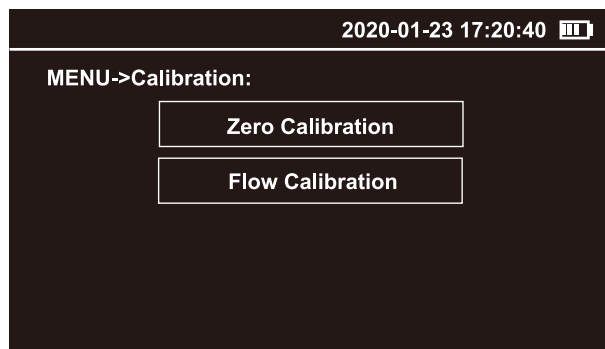 2020-01-23 17:20:40
MENU->Calibration:
Zero Calibration
Flow Calibration